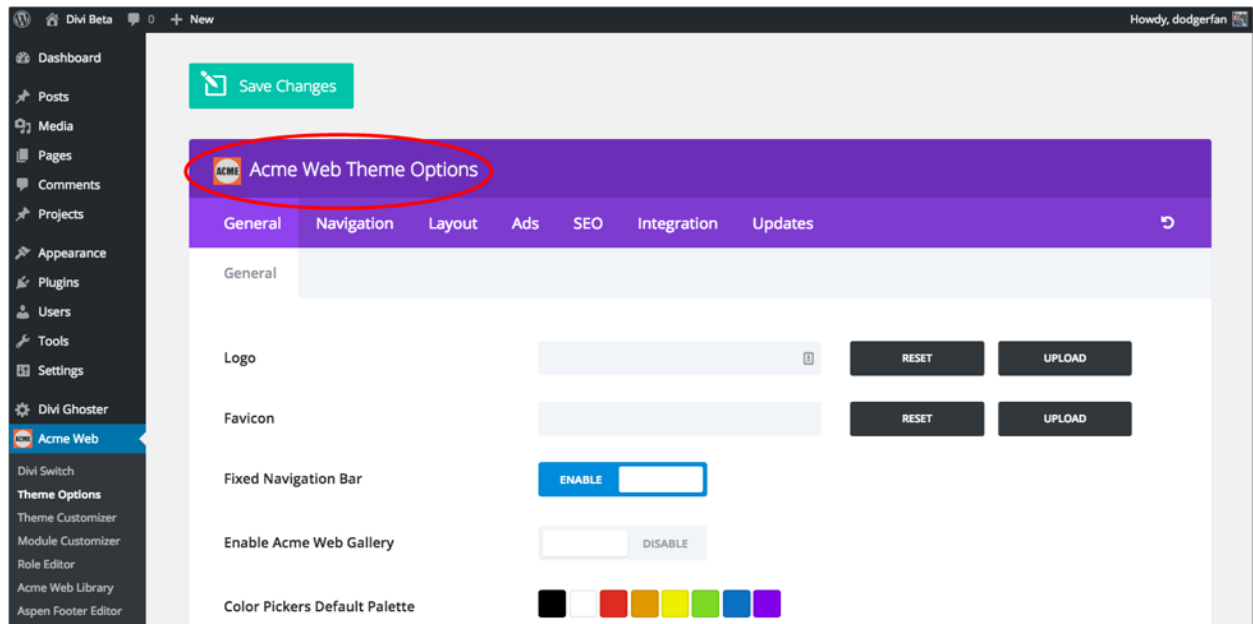 Divi Beta 0 New Howdy, dodgerfan
Dashboard
Posts
Media
Pages
Comments
Projects
Appearance
Plugins
Users
Tools
Settings
Divi Ghoster
ACME Acme Web
Divi Switch
Theme Options
Theme Customizer
Module Customizer
Role Editor
Acme Web Library
Aspen Footer Editor
Save Changes
ACME Acme Web Theme Options
General Navigation Layout Ads SEO Integration Updates
General
Logo RESET UPLOAD
Favicon RESET UPLOAD
Fixed Navigation Bar ENABLE
Enable Acme Web Gallery DISABLE
Color Pickers Default Palette